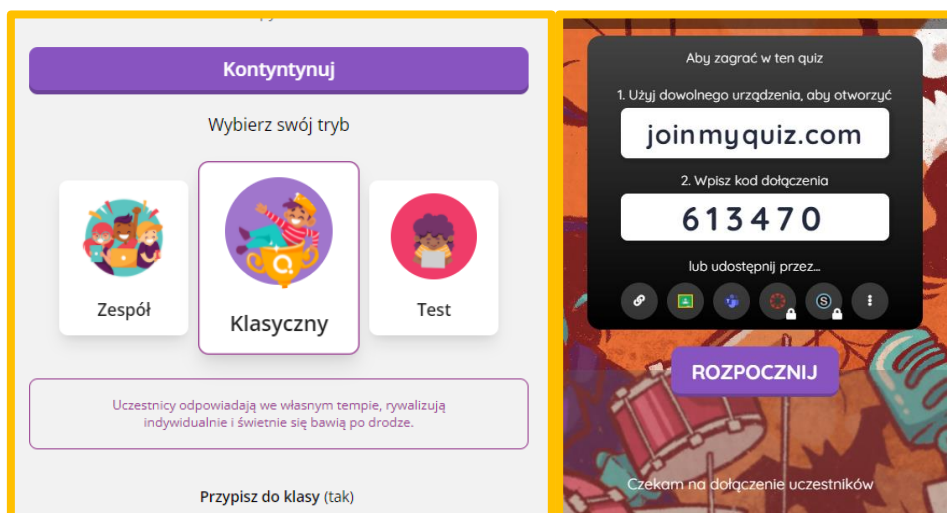 Kontyntynuj
Wybierz swój tryb
Zespół
Klasyczny
Test
Uczestnicy odpowiadają we własnym tempie, rywalizują
indywidualnie i świetnie się bawią po drodze.
Przypisz do klasy (tak)
Aby zagrać w ten quiz
1. Użyj dowolnego urządzenia, aby otworzyć
joinmyquiz.com
2. Wpisz kod dołączenia
613470
lub udostępnij przez...
ROZPOCZNIJ
Czekam na dołączenie uczestników